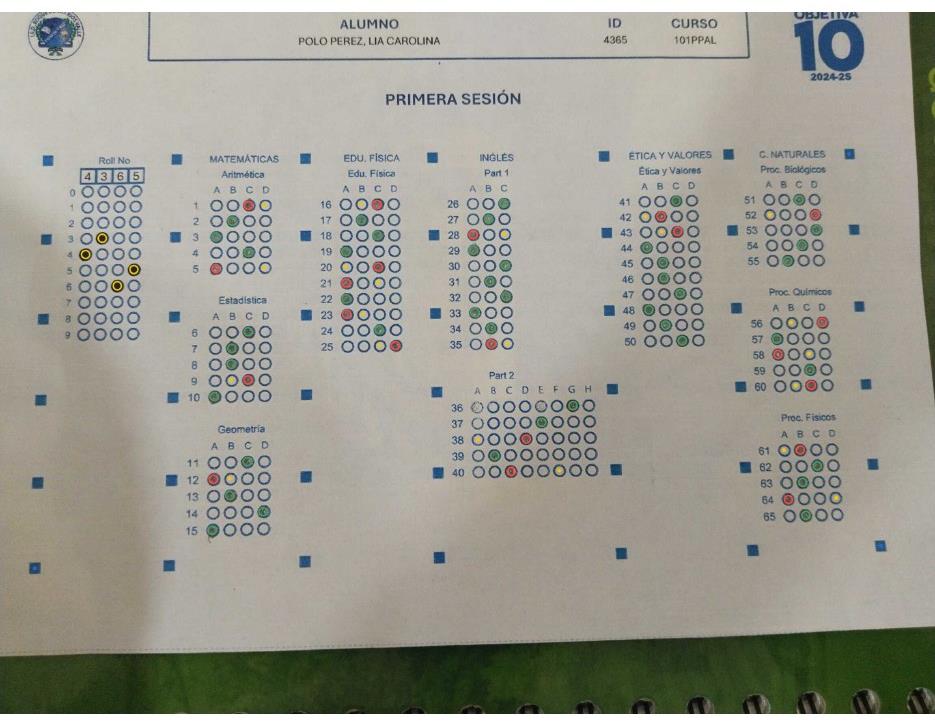 ALUMNO ID CURSO
POLO PEREZ, LIA CAROLINA 4365 101PPAL
OBJETIVA
10
2024-2S
PRIMERA SESIÓN
Roll No
4 3 6 5
0
1
2
3
4
5
6
7
8
9
MATEMÁTICAS
Aritmética
A B C D
1
2
3
4
5
Estadística
A B C D
6
7
8
9
10
Geometría
A B C D
11
12
13
14
15
EDU. FÍSICA
Edu. Física
A B C D
16
17
18
19
20
21
22
23
24
25
INGLÉS
Part 1
A B C
26
27
28
29
30
31
32
33
34
35
Part 2
A B C D E F G H
36
37
38
39
40
ÉTICA Y VALORES
Ética y Valores
A B C D
41
42
43
44
45
46
47
48
49
50
C. NATURALES
Proc. Biológicos
A B C D
51
52
53
54
55
Proc. Químicos
A B C D
56
57
58
59
60
Proc. Físicos
A B C D
61
62
63
64
65